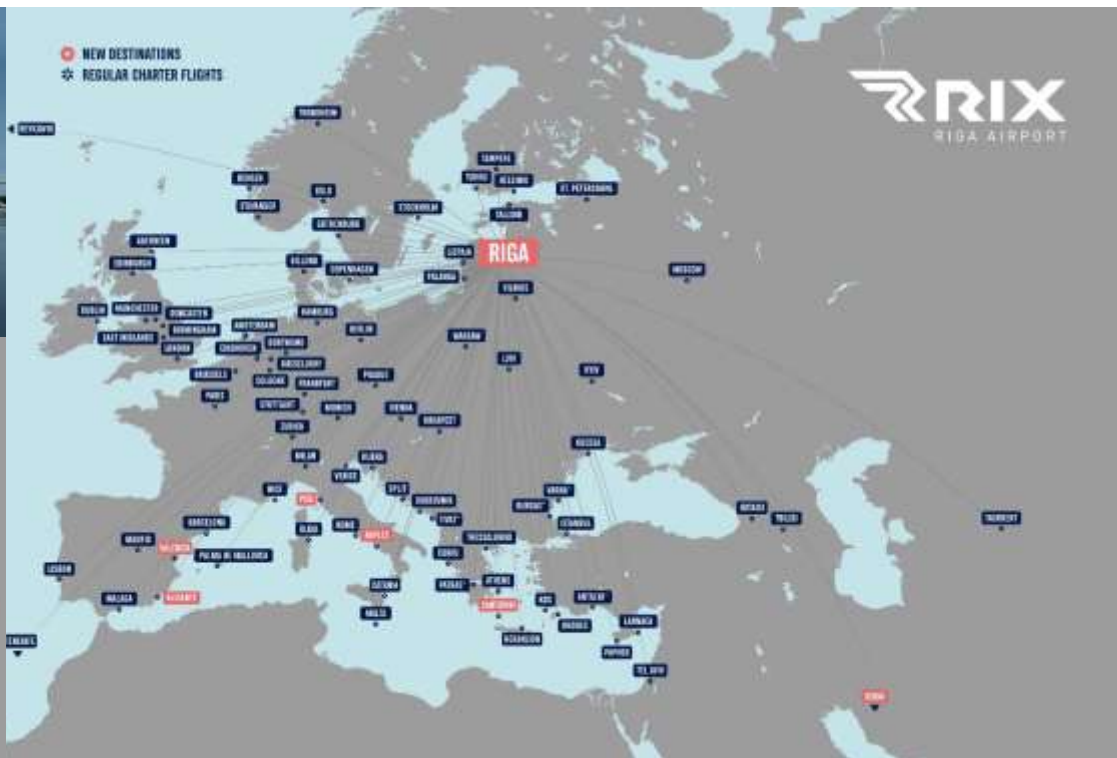 NEW DESTINATIONS
REGULAR CHARTER FLIGHTS
RIX
RIGA AIRPORT
REYKJAVIK
TRONDHEIM
BERGEN
OSLO
STAVANGER
GOTHENBURG
STOCKHOLM
TAMPERE
TURKU
HELSINKI
ST. PETERSBURG
TALLINN
ABERDEEN
EDINBURGH
BILLUND
COPENHAGEN
LIEPAJA
PALANGA
RIGA
MOSCOW
VILNIUS
DUBLIN
MANCHESTER
DONCASTER
EAST MIDLANDS
BIRMINGHAM
LONDON
AMSTERDAM
HAMBURG
BERLIN
EINDHOVEN
DORTMUND
WARSAW
LVIV
KYIV
BRUSSELS
COLOGNE
DUSSELDORF
FRANKFURT
PRAGUE
PARIS
STUTTGART
MUNICH
VIENNA
BUDAPEST
ZURICH
MILAN
VENICE
RIJEKA
ODESSA
NICE
PISA
SPLIT
DUBROVNIK
TIVAT
VARNA
BURGAS
ISTANBUL
BATUMI
TBILISI
TASHKENT
BARCELONA
MADRID
VALENCIA
PALMA DE MALLORCA
OLBIA
ROME
NAPLES
THESSALONIKI
CORFU
LISBON
MALAGA
ALICANTE
CATANIA
MALTA
ATHENS
SANTORINI
KOS
RHODES
HERAKLION
ANTALYA
LARNACA
PAPHOS
TEL AVIV
DUBAI